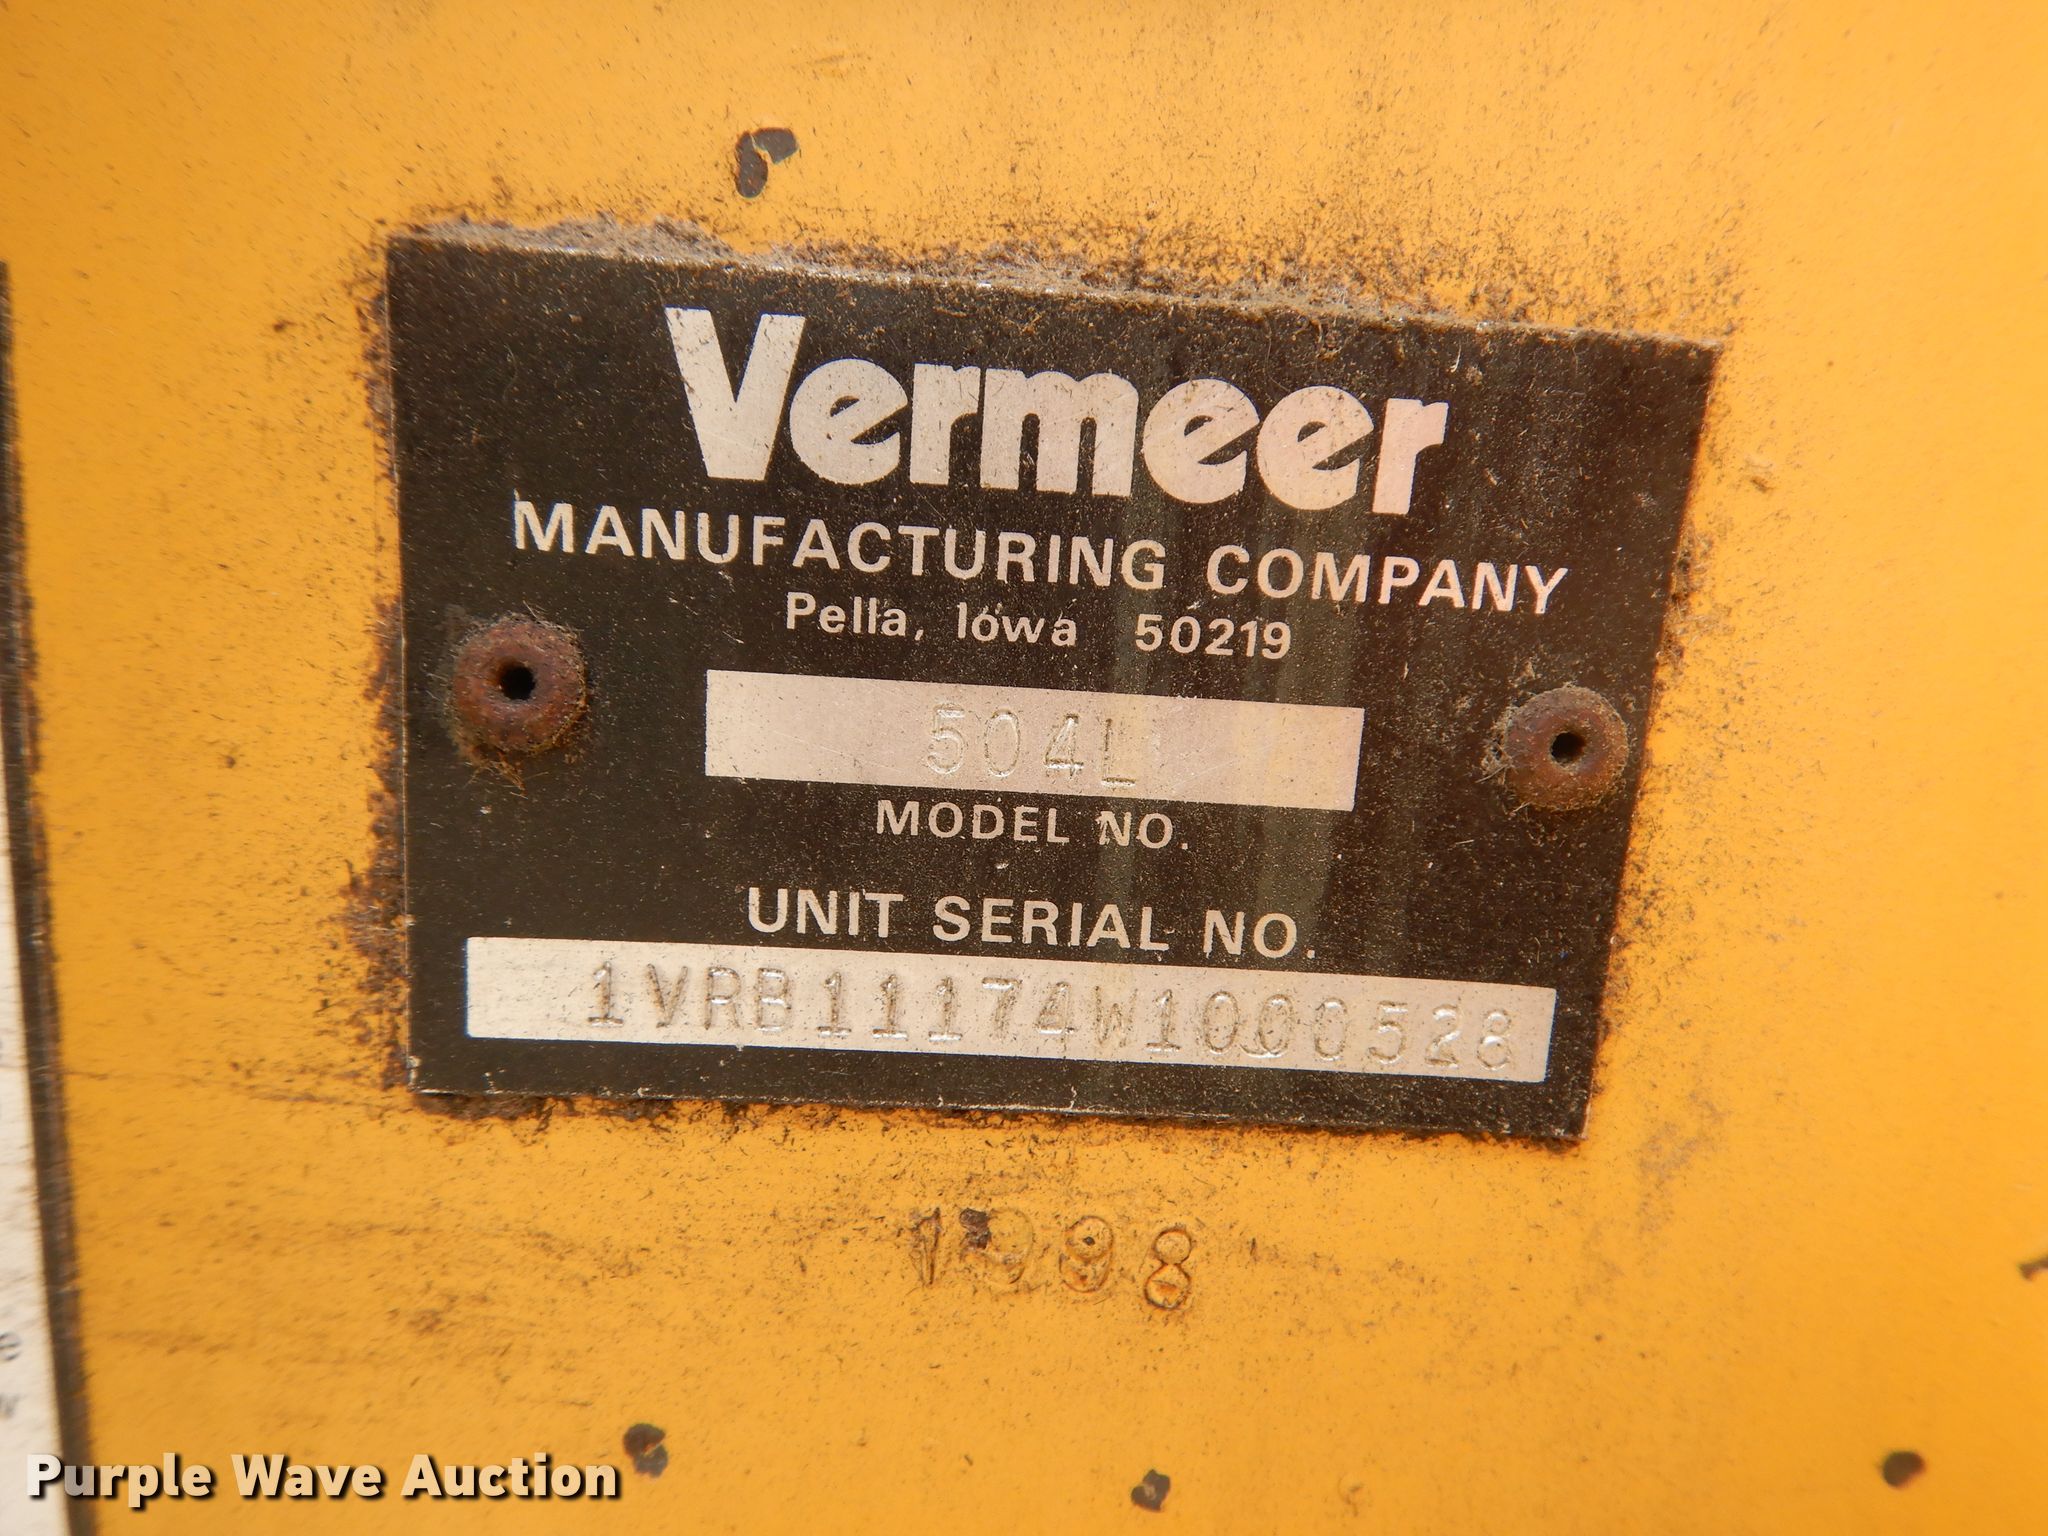 Vermeer
MANUFACTURING COMPANY
Pella, Iowa 50219
504L
MODEL NO.
UNIT SERIAL NO.
1VRB11174W1000528
1998
Purple Wave Auction